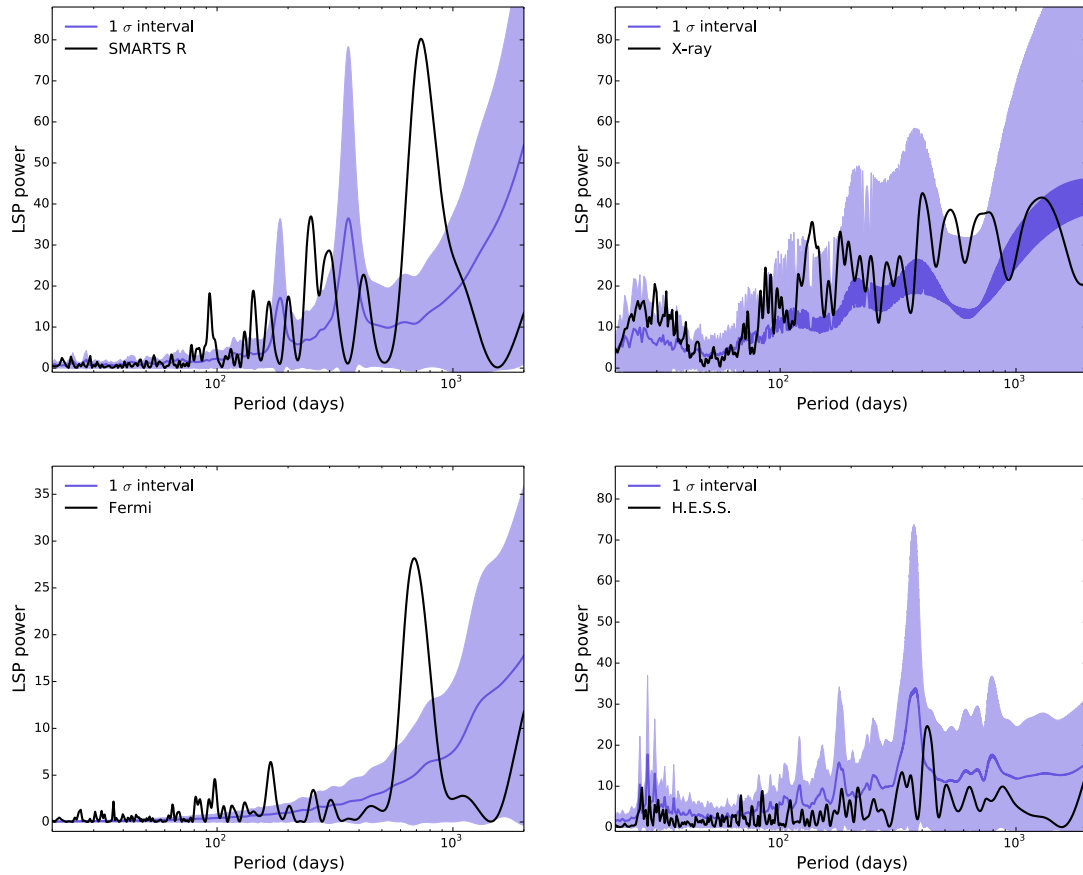 1 σ interval
SMARTS R
LSP power
80
70
60
50
40
30
20
10
0
10²
10³
Period (days)
1 σ interval
X-ray
LSP power
80
70
60
50
40
30
20
10
0
10²
10³
Period (days)
1 σ interval
Fermi
LSP power
35
30
25
20
15
10
5
0
10²
10³
Period (days)
1 σ interval
H.E.S.S.
LSP power
80
70
60
50
40
30
20
10
0
10²
10³
Period (days)